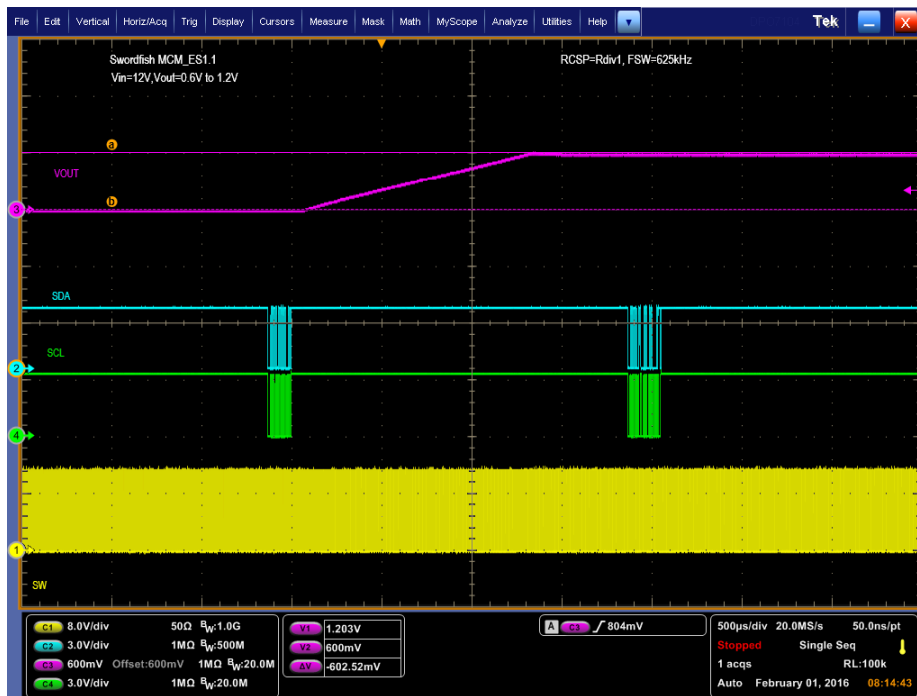 File Edit Vertical Horiz/Acq Trig Display Cursors Measure Mask Math MyScope Analyze Utilities Help Tek X
Swordfish MCM_ES1.1 RCSP=Rdiv1, FSW=625kHz
Vin=12V,Vout=0.6V to 1.2V
a
VOUT
b
3
SDA
SCL
2
4
1
SW
C1 8.0V/div 50Ω BW:1.0G
C2 3.0V/div 1MΩ BW:500M
C3 600mV Offset:600mV 1MΩ BW:20.0M
C4 3.0V/div 1MΩ BW:20.0M
V1 1.203V
V2 600mV
ΔV -602.52mV
A C3 804mV
500µs/div 20.0MS/s 50.0ns/pt
Stopped Single Seq
1 acqs RL:100k
Auto February 01, 2016 08:14:43